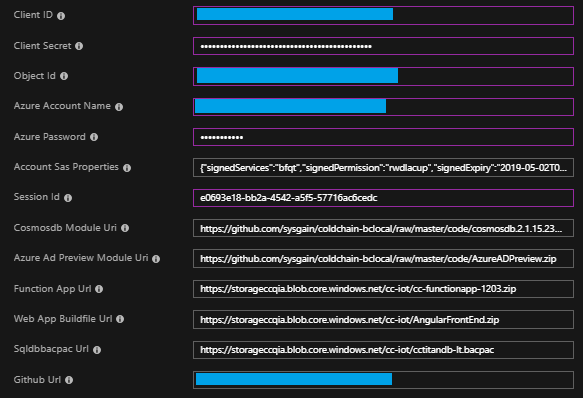 Client ID
Client Secret ••••••••••••••••••••••••••••••••••••••••••••
Object Id
Azure Account Name
Azure Password •••••••••••
Account Sas Properties {"signedServices":"bfqt","signedPermission":"rwdlacup","signedExpiry":"2019-05-02T0...
Session Id e0693e18-bb2a-4542-a5f5-57716ac6cedc
Cosmosdb Module Uri https://github.com/sysgain/coldchain-bclocal/raw/master/code/cosmosdb.2.1.15.23...
Azure Ad Preview Module Uri https://github.com/sysgain/coldchain-bclocal/raw/master/code/AzureADPreview.zip
Function App Url https://storageccqia.blob.core.windows.net/cc-iot/cc-functionapp-1203.zip
Web App Buildfile Url https://storageccqia.blob.core.windows.net/cc-iot/AngularFrontEnd.zip
Sqldbbacpac Url https://storageccqia.blob.core.windows.net/cc-iot/cctitandb-lt.bacpac
Github Url